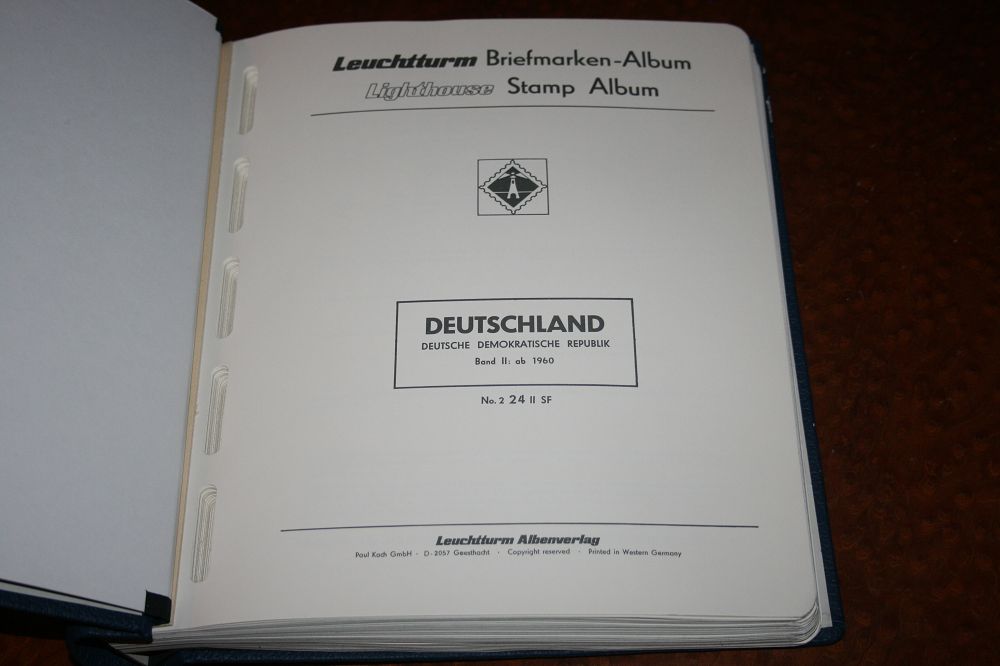 Leuchtturm Briefmarken-Album
Lighthouse Stamp Album
DEUTSCHLAND
DEUTSCHE DEMOKRATISCHE REPUBLIK
Band II: ab 1960
No. 2 24 II SF
Leuchtturm Albenverlag
Paul Koch GmbH · D-2057 Geesthacht · Copyright reserved · Printed in Western Germany